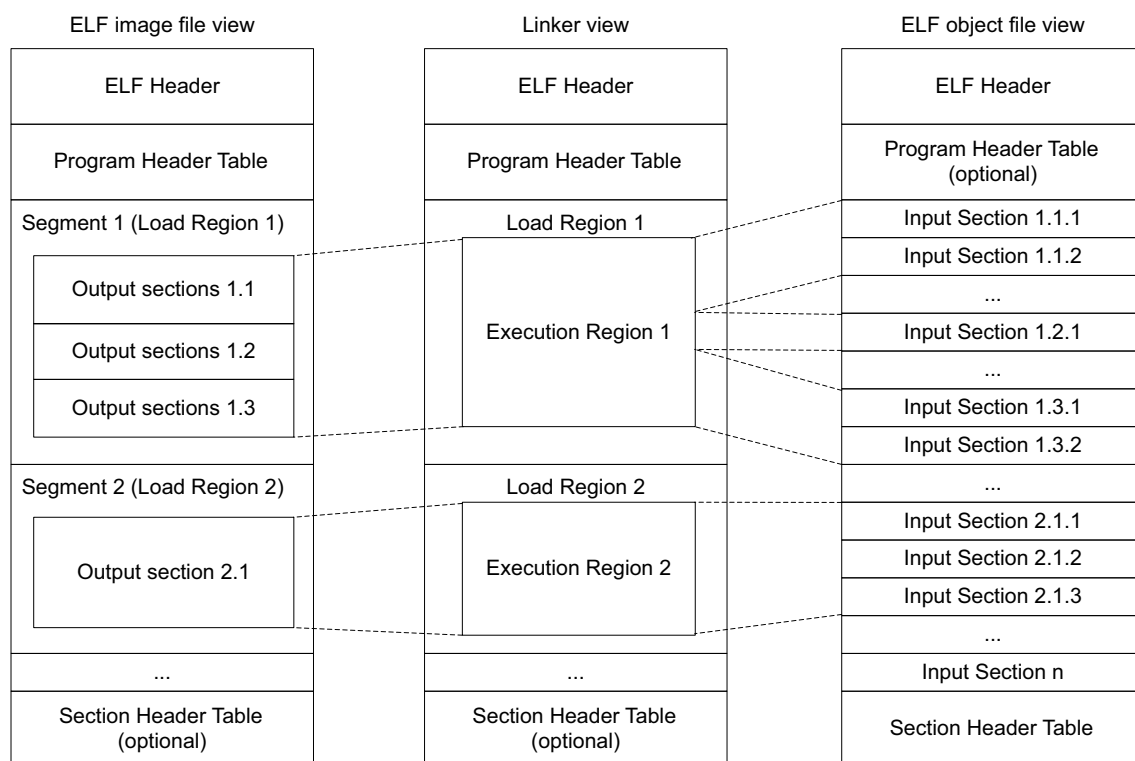 ELF image file view
ELF Header
Program Header Table
Segment 1 (Load Region 1)
Output sections 1.1
Output sections 1.2
Output sections 1.3
Segment 2 (Load Region 2)
Output section 2.1
...
Section Header Table
(optional)
Linker view
ELF Header
Program Header Table
Load Region 1
Execution Region 1
Load Region 2
Execution Region 2
...
Section Header Table
(optional)
ELF object file view
ELF Header
Program Header Table
(optional)
Input Section 1.1.1
Input Section 1.1.2
...
Input Section 1.2.1
...
Input Section 1.3.1
Input Section 1.3.2
...
Input Section 2.1.1
Input Section 2.1.2
Input Section 2.1.3
...
Input Section n
Section Header Table